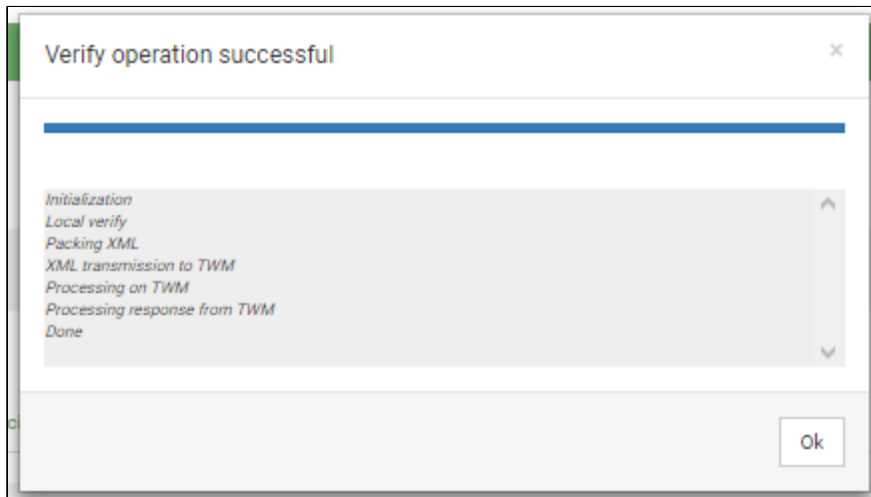 Verify operation successful
×
Initialization
Local verify
Packing XML
XML transmission to TWM
Processing on TWM
Processing response from TWM
Done
ci
Ok